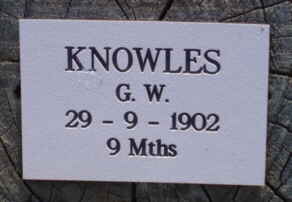 KNOWLES
G. W.
29 - 9 - 1902
9 Mths